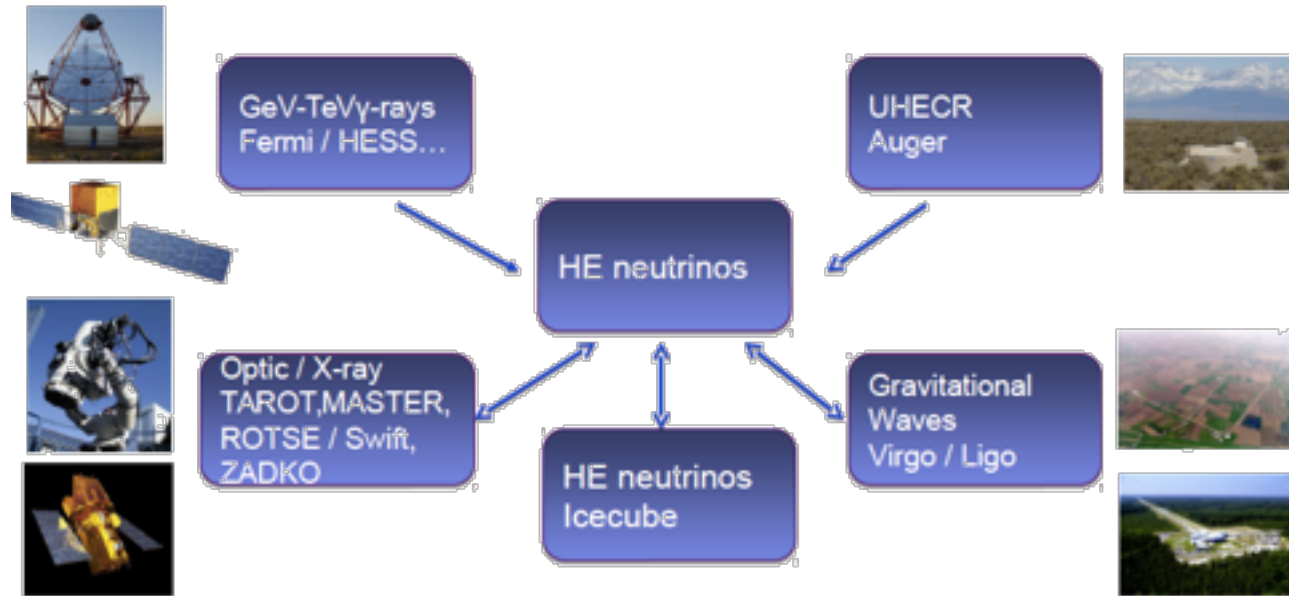 GeV-TeVγ-rays
Fermi / HESS...
UHECR
Auger
HE neutrinos
Optic / X-ray
TAROT,MASTER,
ROTSE / Swift,
ZADKO
HE neutrinos
Icecube
Gravitational
Waves
Virgo / Ligo